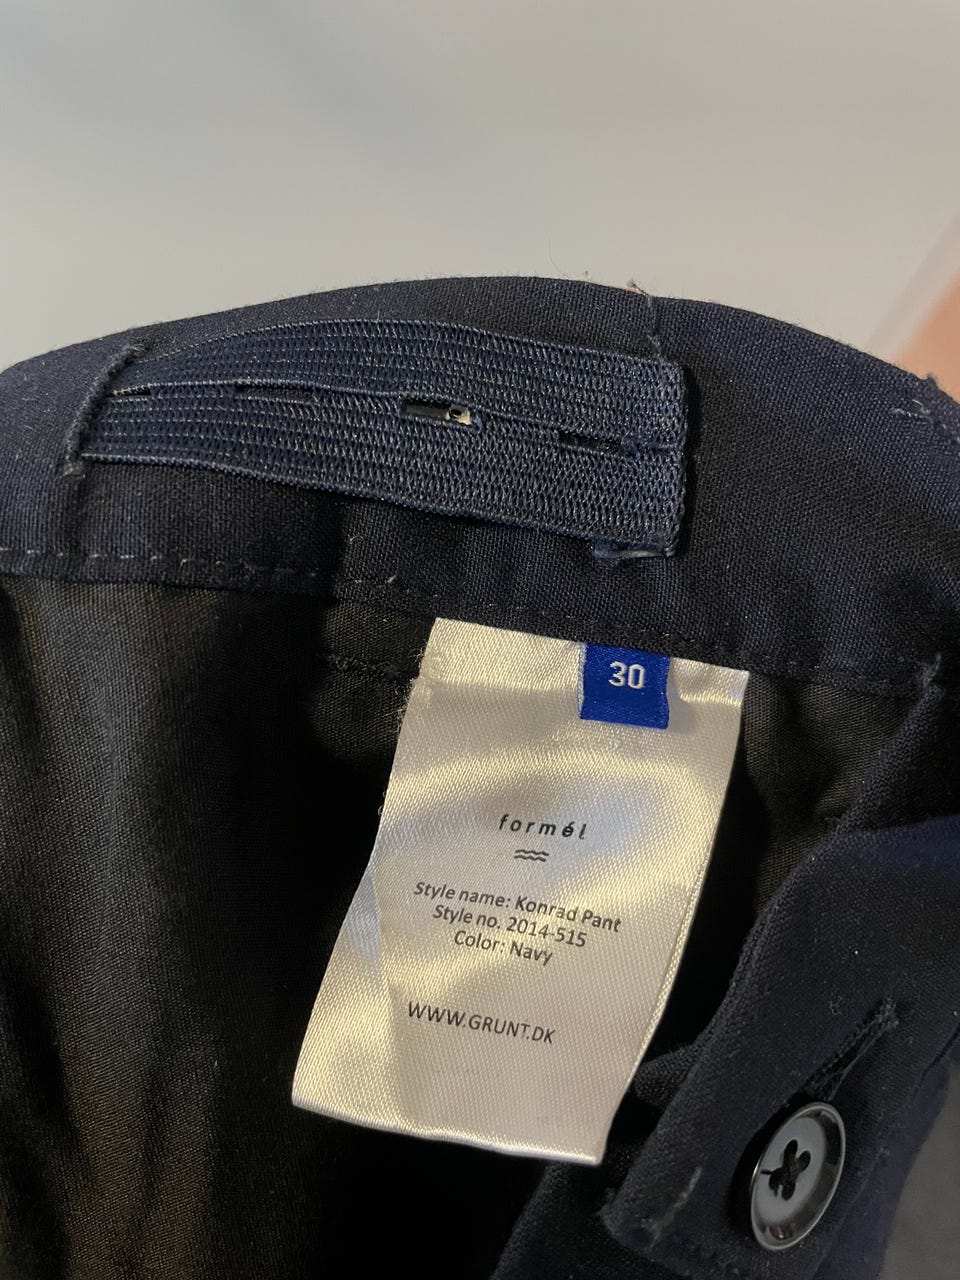 30
formél
Style name: Konrad Pant
Style no. 2014-515
Color: Navy
WWW.GRUNT.DK